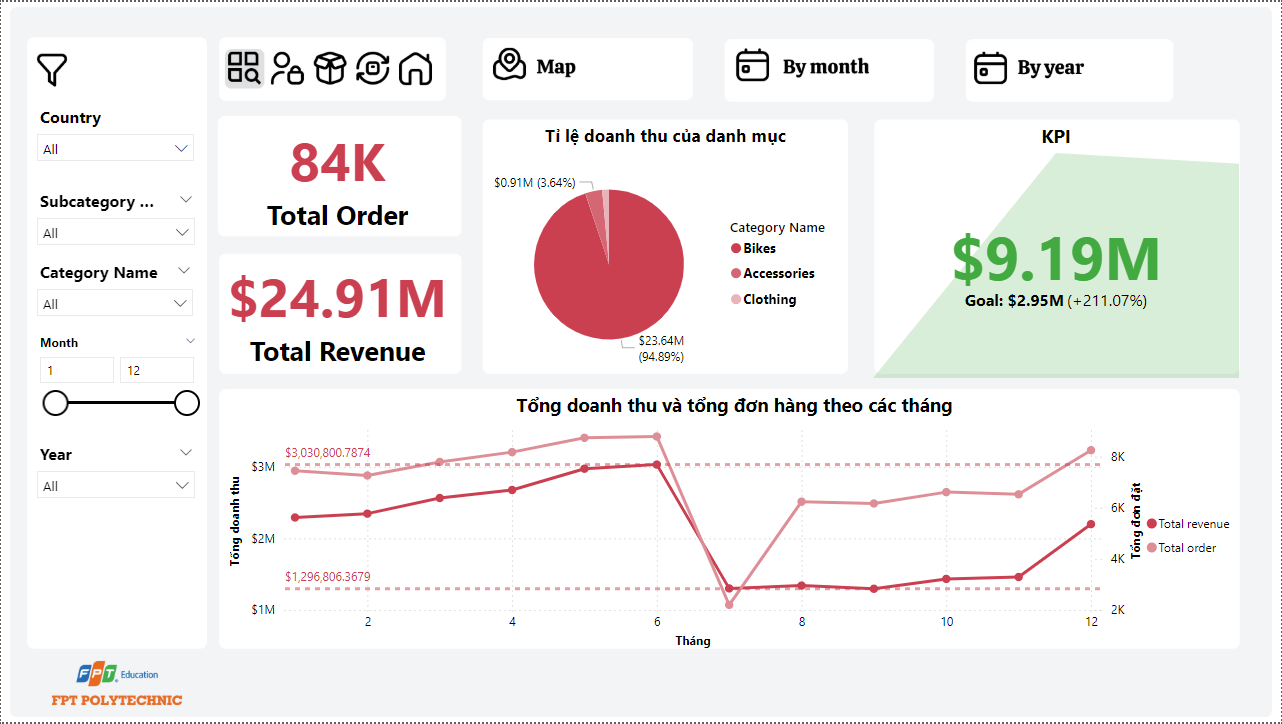 Country
All
Subcategory ...
All
Category Name
All
Month
1
12
Year
All
FPT. Education
FPT POLYTECHNIC
Map
By month
By year
84K
Total Order
$24.91M
Total Revenue
Tỉ lệ doanh thu của danh mục
$0.91M (3.64%)
$23.64M
(94.89%)
Category Name
Bikes
Accessories
Clothing
KPI
$9.19M
Goal: $2.95M (+211.07%)
Tổng doanh thu và tổng đơn hàng theo các tháng
Tổng doanh thu
$3M
$2M
$1M
$3,030,800.7874
$1,296,806.3679
2
4
6
8
10
12
Tháng
8K
6K
4K
2K
Tổng đơn đặt
Total revenue
Total order